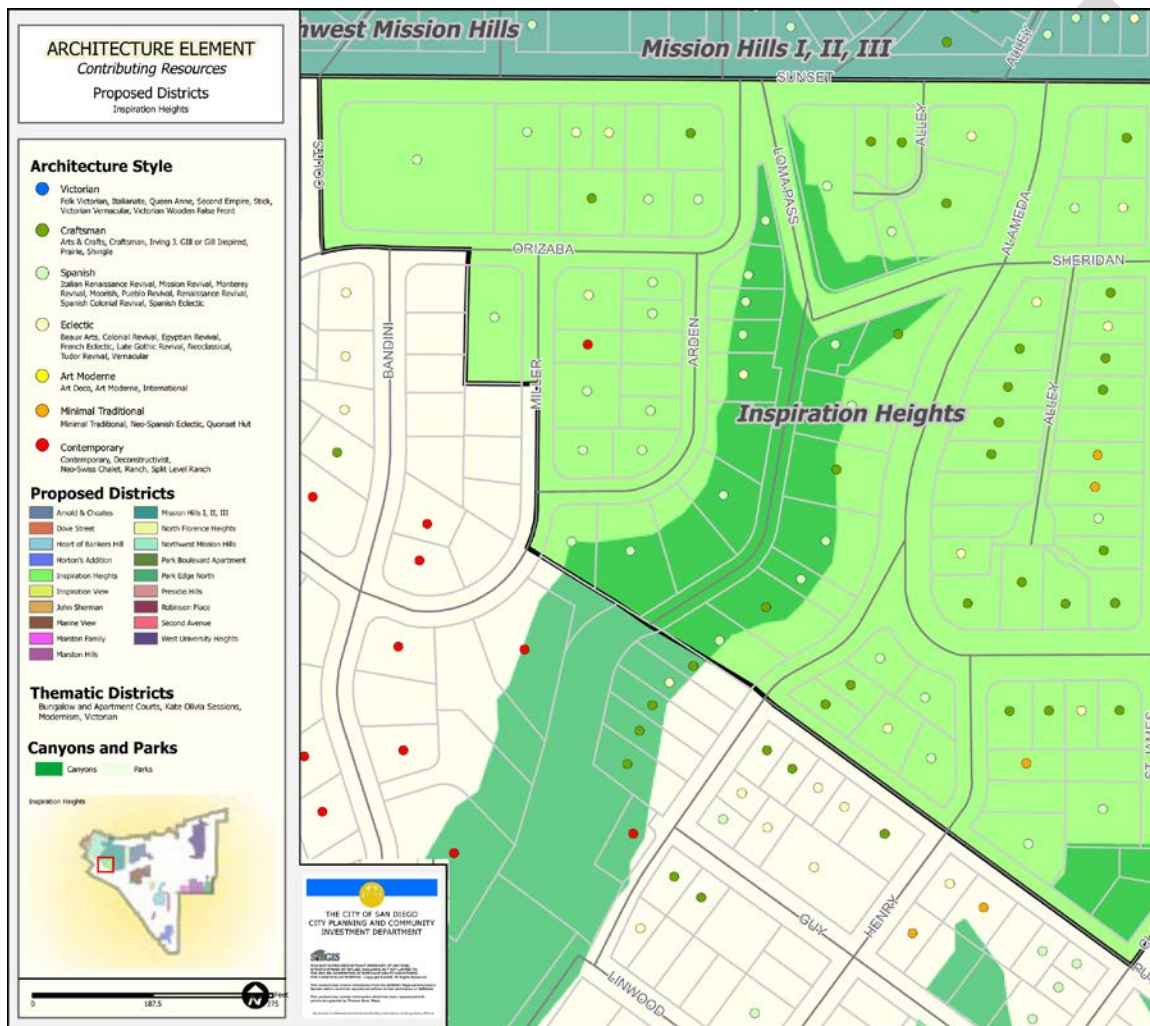 ARCHITECTURE ELEMENT
Contributing Resources
Proposed Districts
Inspiration Heights
Architecture Style
Victorian
Folk Victorian, Italianate, Queen Anne, Second Empire, Stick,
Victorian Vernacular, Victorian Wooden False Front
Craftsman
Arts & Crafts, Craftsman, Irving J. Gill or Gill Inspired,
Prairie, Shingle
Spanish
Italian Renaissance Revival, Mission Revival, Monterey
Revival, Moorish, Pueblo Revival, Renaissance Revival,
Spanish Colonial Revival, Spanish Eclectic
Eclectic
Beaux Arts, Colonial Revival, Egyptian Revival,
French Eclectic, Late Gothic Revival, Neoclassical,
Tudor Revival, Vernacular
Art Moderne
Art Deco, Art Moderne, International
Minimal Traditional
Minimal Traditional, Neo-Spanish Eclectic, Quonset Hut
Contemporary
Contemporary, Deconstructivist,
Neo-Swiss Chalet, Ranch, Split Level Ranch
Proposed Districts
Arnold & Choates
Dove Street
Heart of Bankers Hill
Horton's Addition
Inspiration Heights
Inspiration View
John Sherman
Marine View
Marston Family
Marston Hills
Mission Hills I, II, III
North Florence Heights
Northwest Mission Hills
Park Boulevard Apartment
Park Edge North
Presidio Hills
Robinson Place
Second Avenue
West University Heights
Thematic Districts
Bungalow and Apartment Courts, Kate Olivia Sessions,
Modernism, Victorian
Canyons and Parks
Canyons
Parks
Inspiration Heights
N
Feet
0
187.5
375
hwest Mission Hills
Mission Hills I, II, III
ALLEY
SUNSET
COUTS
LOMA PASS
ALLEY
ALAMEDA
ORIZABA
SHERIDAN
BANDINI
MILLER
ARDEN
Inspiration Heights
ALLEY
ST JAMES
GUY
HENRY
LINWOOD
THE CITY OF SAN DIEGO
CITY PLANNING AND COMMUNITY
INVESTMENT DEPARTMENT